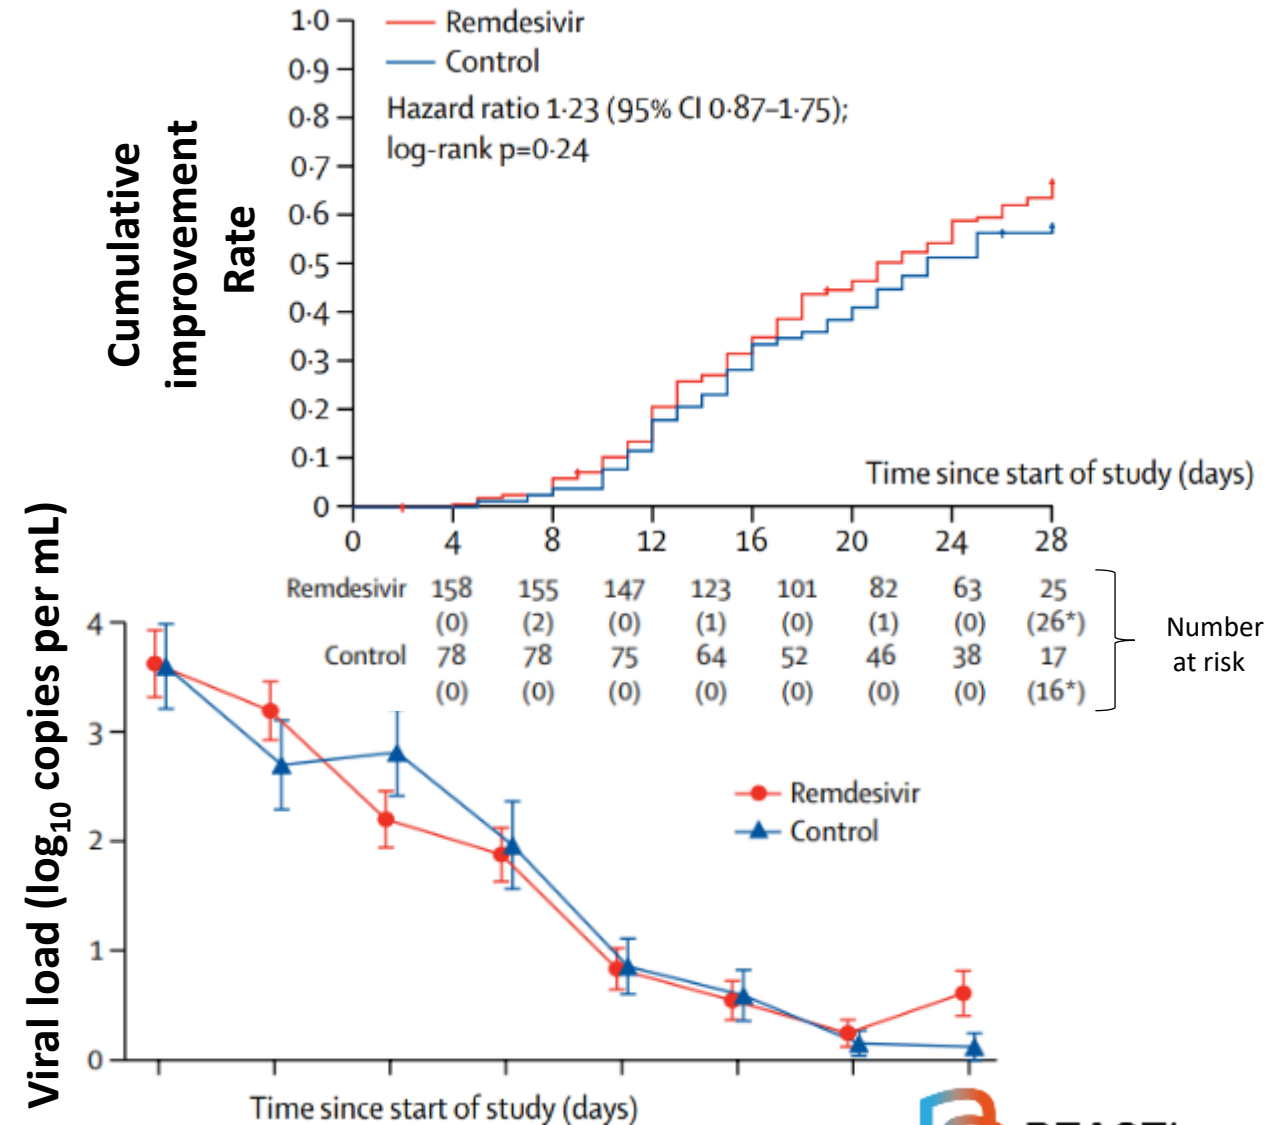 1·0
0·9
0·8
0·7
0·6
0·5
0·4
0·3
0·2
0·1
0
Cumulative
improvement
Rate
Remdesivir
Control
Hazard ratio 1·23 (95% CI 0·87–1·75);
log-rank p=0·24
Time since start of study (days)
0 4 8 12 16 20 24 28
Remdesivir 158 155 147 123 101 82 63 25
(0) (2) (0) (1) (0) (1) (0) (26*)
Control 78 78 75 64 52 46 38 17
(0) (0) (0) (0) (0) (0) (0) (16*)
Number
at risk
Viral load (log10 copies per mL)
4
3
2
1
0
Remdesivir
Control
Time since start of study (days)